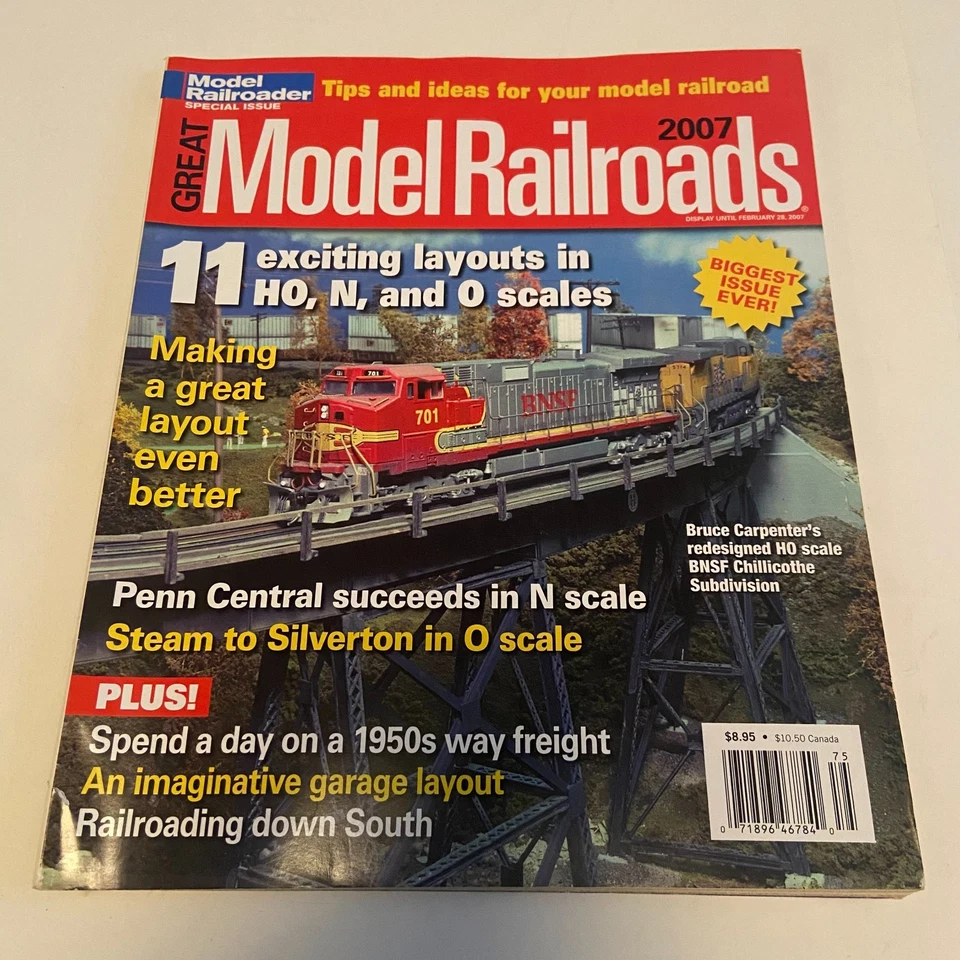 Model
Railroader
SPECIAL ISSUE
Tips and ideas for your model railroad
GREAT
Model Railroads
2007
®
DISPLAY UNTIL FEBRUARY 28, 2007
11 exciting layouts in
HO, N, and O scales
BIGGEST
ISSUE
EVER!
Making
a great
layout
even
better
701
701
BNSF
Bruce Carpenter's
redesigned HO scale
BNSF Chillicothe
Subdivision
Penn Central succeeds in N scale
Steam to Silverton in O scale
PLUS!
Spend a day on a 1950s way freight
An imaginative garage layout
Railroading down South
$8.95 • $10.50 Canada
75
0 71896 46784 0